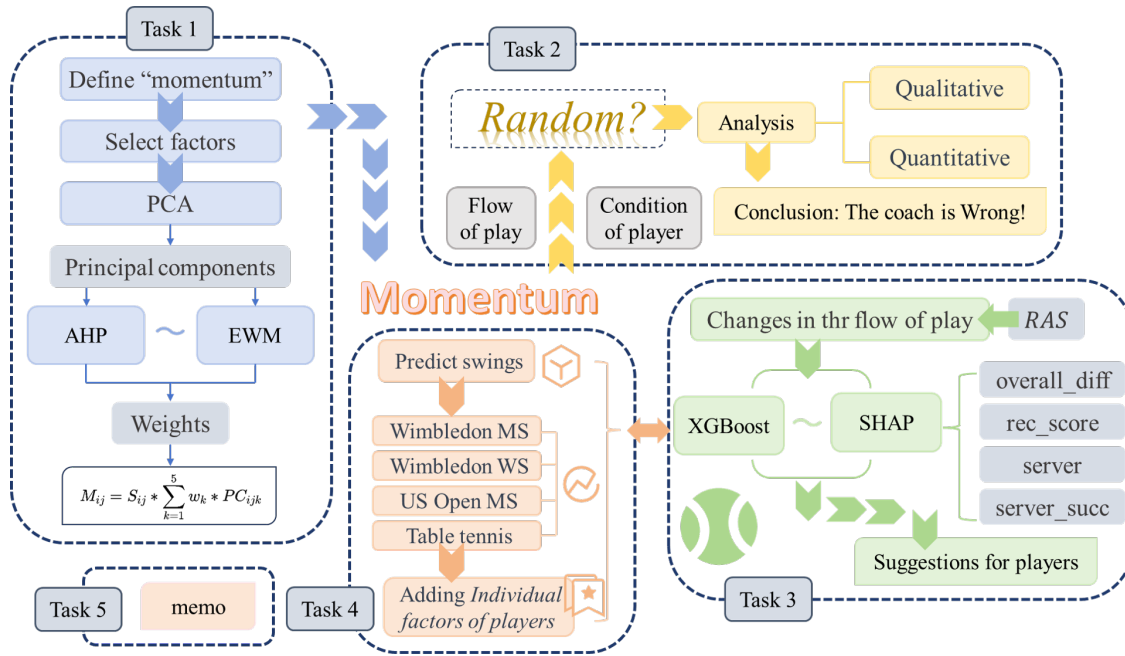 Task 1
Define “momentum”
Select factors
PCA
Principal components
AHP
～
EWM
Weights
$M_{ij} = S_{ij} * \sum_{k=1}^{5} w_k * PC_{ijk}$
Task 2
Random?
Analysis
Qualitative
Quantitative
Flow
of play
Condition
of player
Conclusion: The coach is Wrong!
Momentum
Changes in thr flow of play
RAS
XGBoost
～
SHAP
overall_diff
rec_score
server
server_succ
Suggestions for players
Task 3
Predict swings
Wimbledon MS
Wimbledon WS
US Open MS
Table tennis
Adding Individual
factors of players
Task 4
Task 5
memo